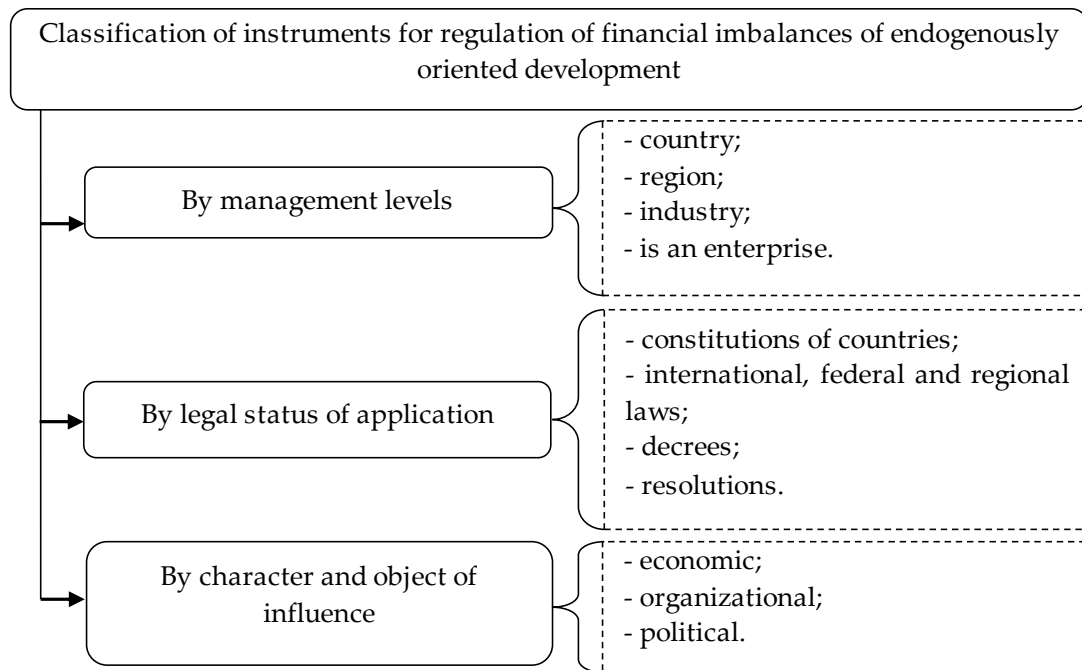 Classification of instruments for regulation of financial imbalances of endogenously
oriented development
By management levels
- country;
- region;
- industry;
- is an enterprise.
By legal status of application
- constitutions of countries;
- international, federal and regional
laws;
- decrees;
- resolutions.
By character and object of
influence
- economic;
- organizational;
- political.